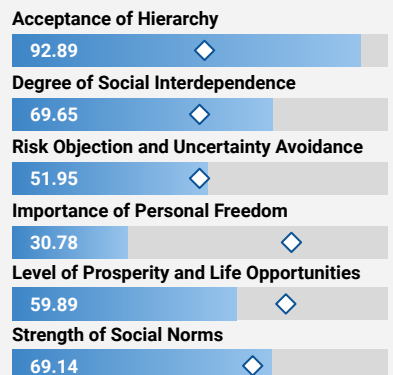 Acceptance of Hierarchy
92.89
Degree of Social Interdependence
69.65
Risk Objection and Uncertainty Avoidance
51.95
Importance of Personal Freedom
30.78
Level of Prosperity and Life Opportunities
59.89
Strength of Social Norms
69.14